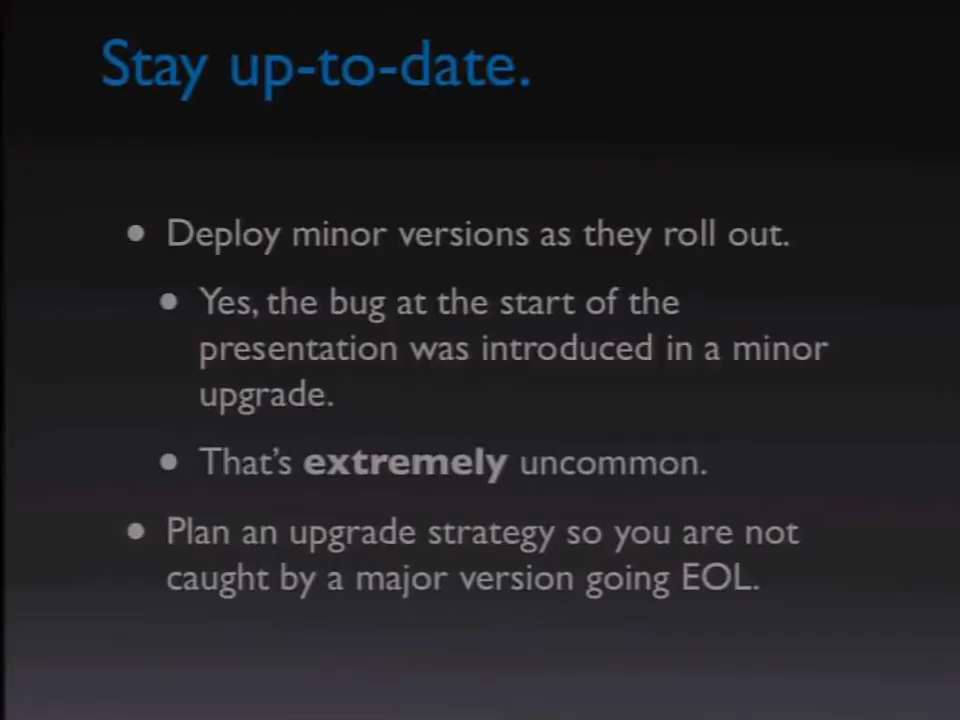 Stay up-to-date.
• Deploy minor versions as they roll out.
• Yes, the bug at the start of the
presentation was introduced in a minor
upgrade.
• That's extremely uncommon.
• Plan an upgrade strategy so you are not
caught by a major version going EOL.